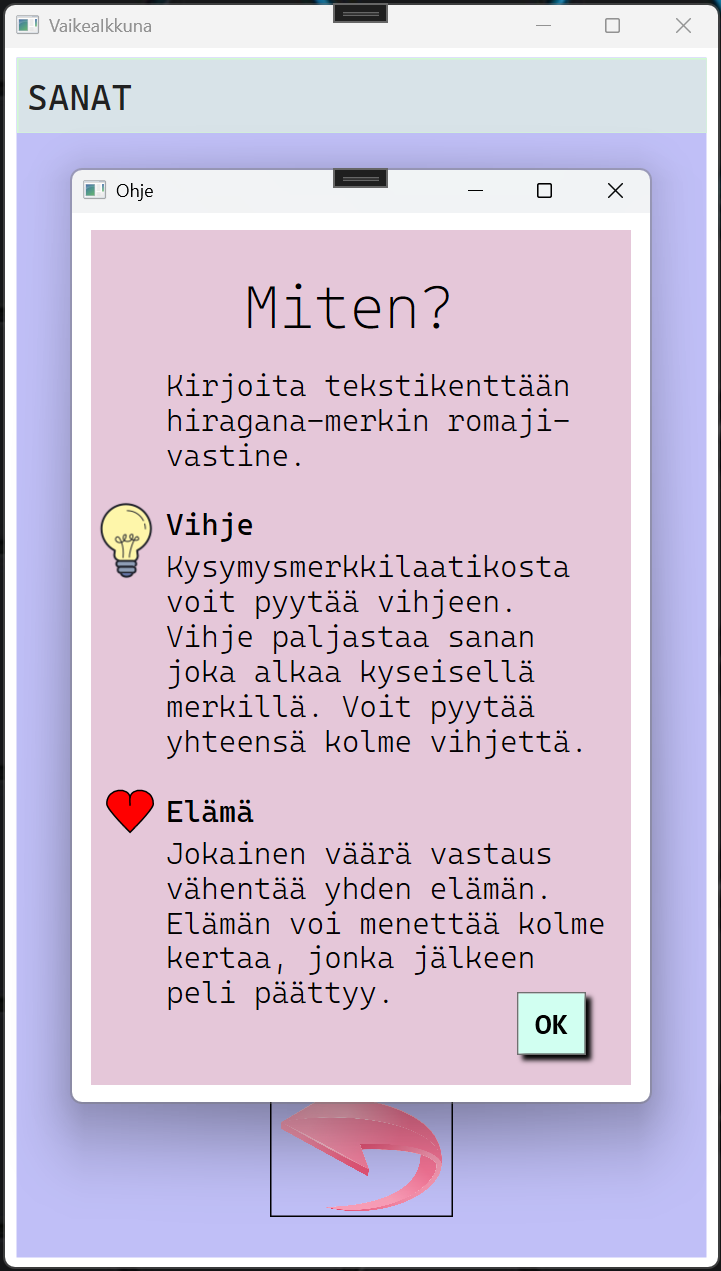 Vaikealkkuna
SANAT
Ohje
Miten?
Kirjoita tekstikenttään
hiragana-merkin romaji-
vastine.
Vihje
Kysymysmerkkilaatikosta
voit pyytää vihjeen.
Vihje paljastaa sanan
joka alkaa kyseisellä
merkillä. Voit pyytää
yhteensä kolme vihjettä.
Elämä
Jokainen väärä vastaus
vähentää yhden elämän.
Elämän voi menettää kolme
kertaa, jonka jälkeen
peli päättyy.
OK